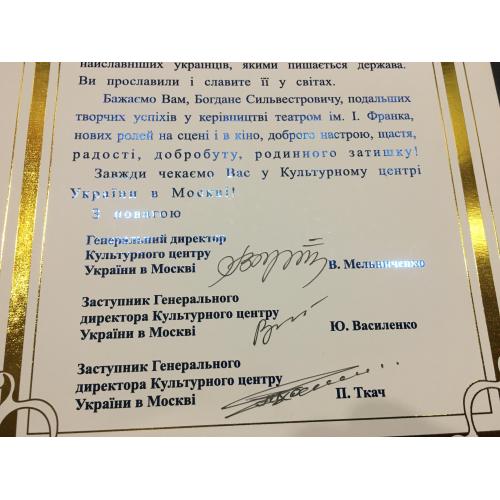 найславніших українців, якими пишається держава.
Ви прославили і славите її у світах.
Бажаємо Вам, Богдане Сильвестровичу, подальших
творчих успіхів у керівництві театром ім. І. Франка,
нових ролей на сцені і в кіно, доброго настрою, щастя,
радості, добробуту, родинного затишку!
Завжди чекаємо Вас у Культурному центрі
України в Москві!
З повагою
Генеральний директор
Культурного центру
України в Москві В. Мельниченко
Заступник Генерального
директора Культурного центру
України в Москві Ю. Василенко
Заступник Генерального
директора Культурного центру
України в Москві П. Ткач